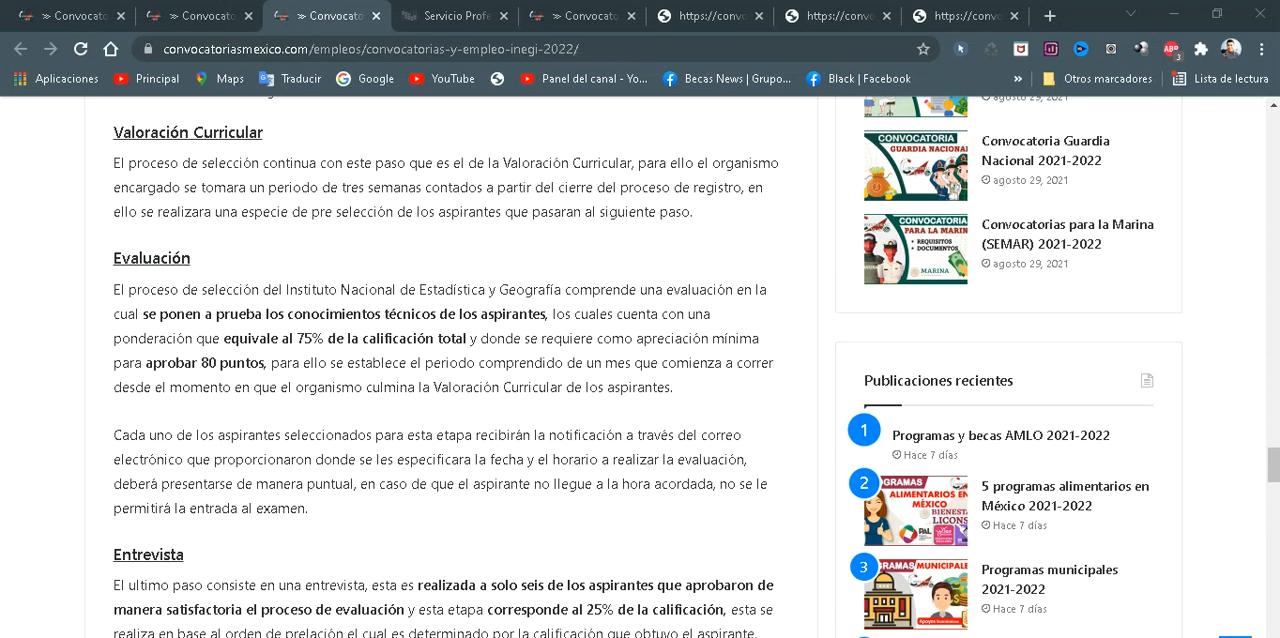 >> Convocato
>> Convocato
>> Convocato
Servicio Profe
>> Convocato
https://convo
https://convo
https://convo
convocatoriasmexico.com/empleos/convocatorias-y-empleo-inegi-2022/
ABP
3
Aplicaciones
Principal
Maps
Traducir
Google
YouTube
Panel del canal - Yo...
Becas News | Grupo...
Black | Facebook
»
Otros marcadores
Lista de lectura
Valoración Curricular
El proceso de selección continua con este paso que es el de la Valoración Curricular, para ello el organismo
encargado se tomara un periodo de tres semanas contados a partir del cierre del proceso de registro, en
ello se realizara una especie de pre selección de los aspirantes que pasaran al siguiente paso.
Evaluación
El proceso de selección del Instituto Nacional de Estadística y Geografía comprende una evaluación en la
cual se ponen a prueba los conocimientos técnicos de los aspirantes, los cuales cuenta con una
ponderación que equivale al 75% de la calificación total y donde se requiere como apreciación mínima
para aprobar 80 puntos, para ello se establece el periodo comprendido de un mes que comienza a correr
desde el momento en que el organismo culmina la Valoración Curricular de los aspirantes.
Cada uno de los aspirantes seleccionados para esta etapa recibirán la notificación a través del correo
electrónico que proporcionaron donde se les especificara la fecha y el horario a realizar la evaluación,
deberá presentarse de manera puntual, en caso de que el aspirante no llegue a la hora acordada, no se le
permitirá la entrada al examen.
Entrevista
El ultimo paso es una entrevista, esta es realizada a solo seis de los aspirantes que aprobaron de
manera satisfactoria el proceso de evaluación y esta etapa corresponde al 25% de la calificación, esta se
agosto 29, 2021
CONVOCATORIA
GUARDIA NACIONAL
Convocatoria Guardia
Nacional 2021-2022
agosto 29, 2021
CONVOCATORIAS
PARA LA MARINA
• REQUISITOS
• DOCUMENTOS
MARINA
Convocatorias para la Marina
(SEMAR) 2021-2022
agosto 29, 2021
Publicaciones recientes
1
Programas y becas AMLO 2021-2022
Hace 7 días
2
OGRAMAS
ALIMENTARIOS EN
MÉXICO
BIENEST
LICONS
PAL
5 programas alimentarios en
México 2021-2022
Hace 7 días
3
RAMAS MUNICIPALE
Apoyos Económicos
Programas municipales
2021-2022
Hace 7 días